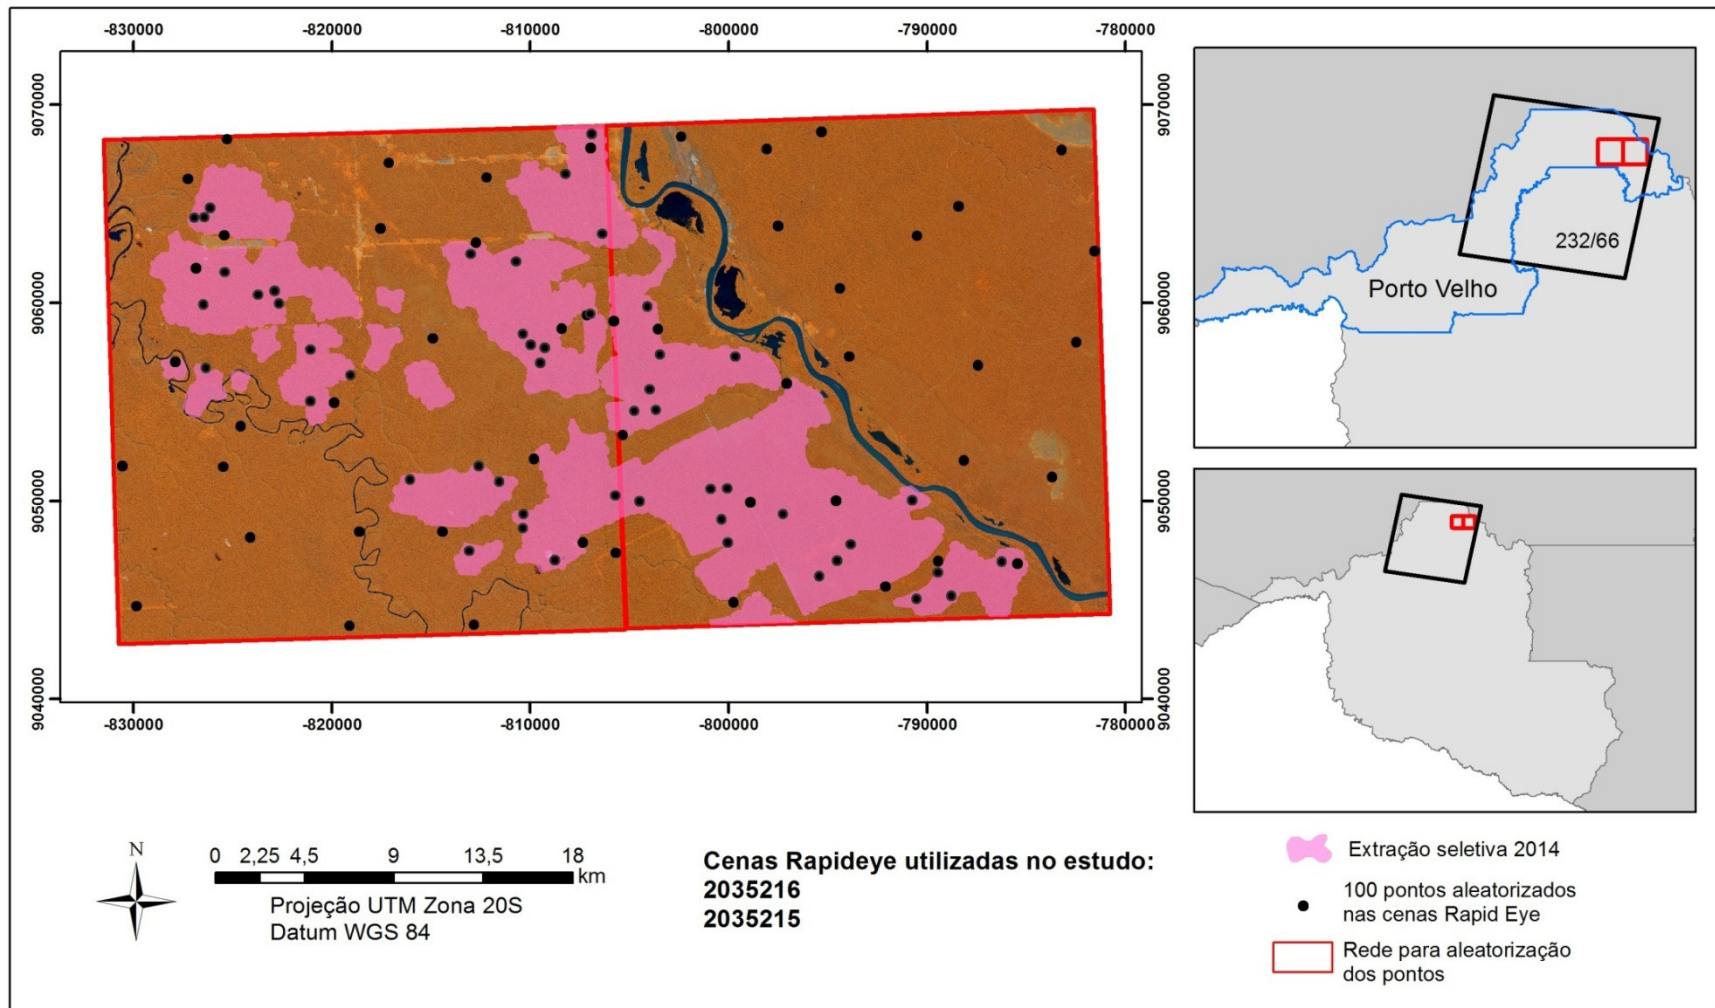 -830000 -820000 -810000 -800000 -790000 -780000
9070000 9070000
9060000 9060000
9050000 9050000
9040000 9040000
-830000 -820000 -810000 -800000 -790000 -780000
232/66
Porto Velho
N
0 2,25 4,5 9 13,5 18
km
Projeção UTM Zona 20S
Datum WGS 84
Cenas Rapideye utilizadas no estudo:
2035216
2035215
Extração seletiva 2014
100 pontos aleatorizados
nas cenas Rapid Eye
Rede para aleatorização
dos pontos